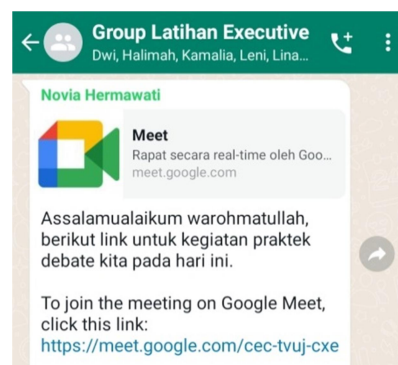 Group Latihan Executive
Dwi, Halimah, Kamalia, Leni, Lina...
Novia Hermawati
Meet
Rapat secara real-time oleh Goo...
meet.google.com
Assalamualaikum warohmatullah,
berikut link untuk kegiatan praktek
debate kita pada hari ini.
To join the meeting on Google Meet,
click this link:
https://meet.google.com/cec-tvuj-cxe